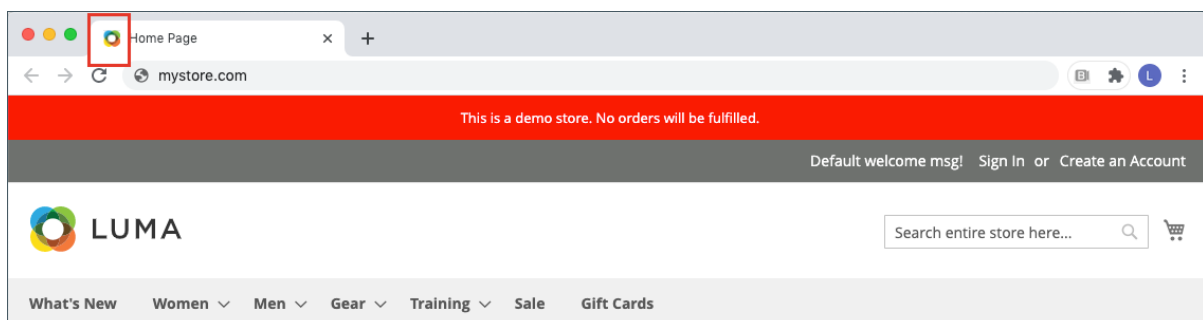 Home Page
mystore.com
L
This is a demo store. No orders will be fulfilled.
Default welcome msg! Sign In or Create an Account
LUMA
Search entire store here...
What's New Women Men Gear Training Sale Gift Cards